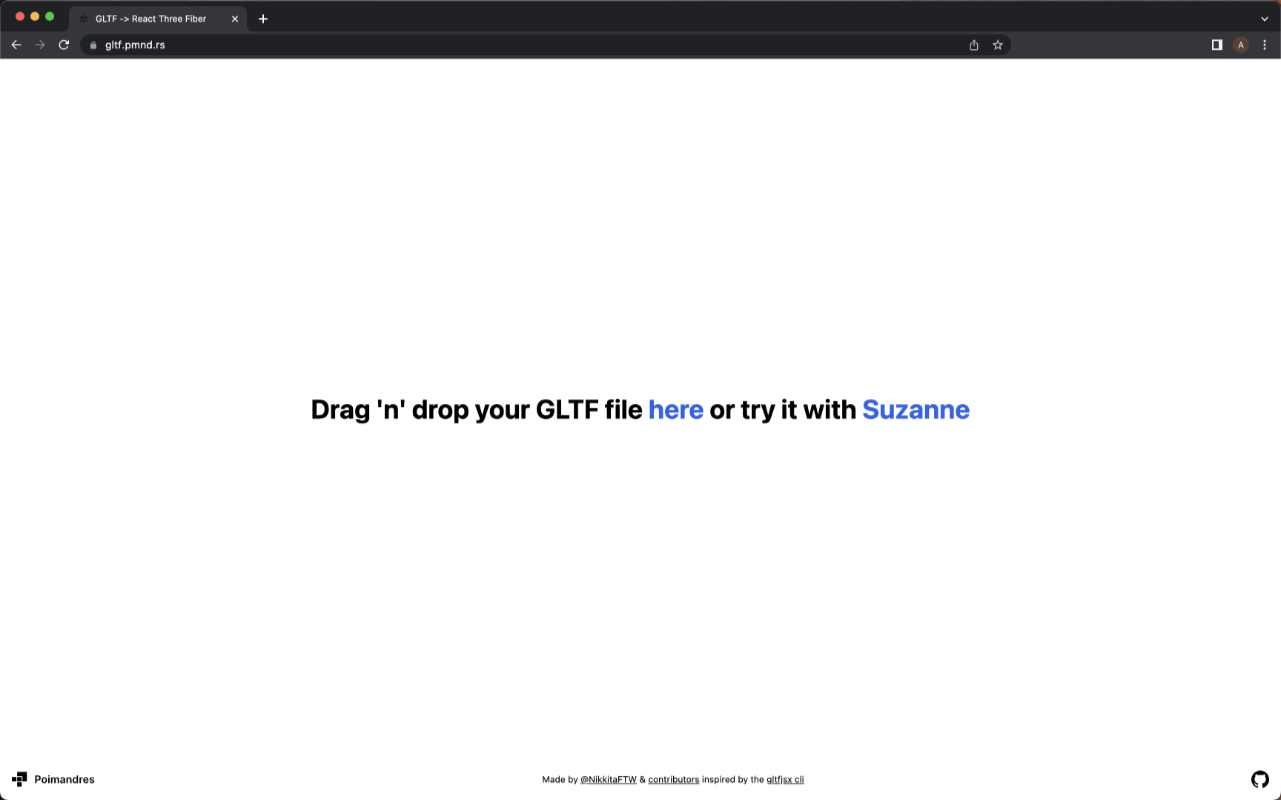 GLTF -> React Three Fiber
gltf.pmnd.rs
A
Drag 'n' drop your GLTF file here or try it with Suzanne
Poimandres
Made by @NikkitaFTW & contributors inspired by the gltfjsx cli